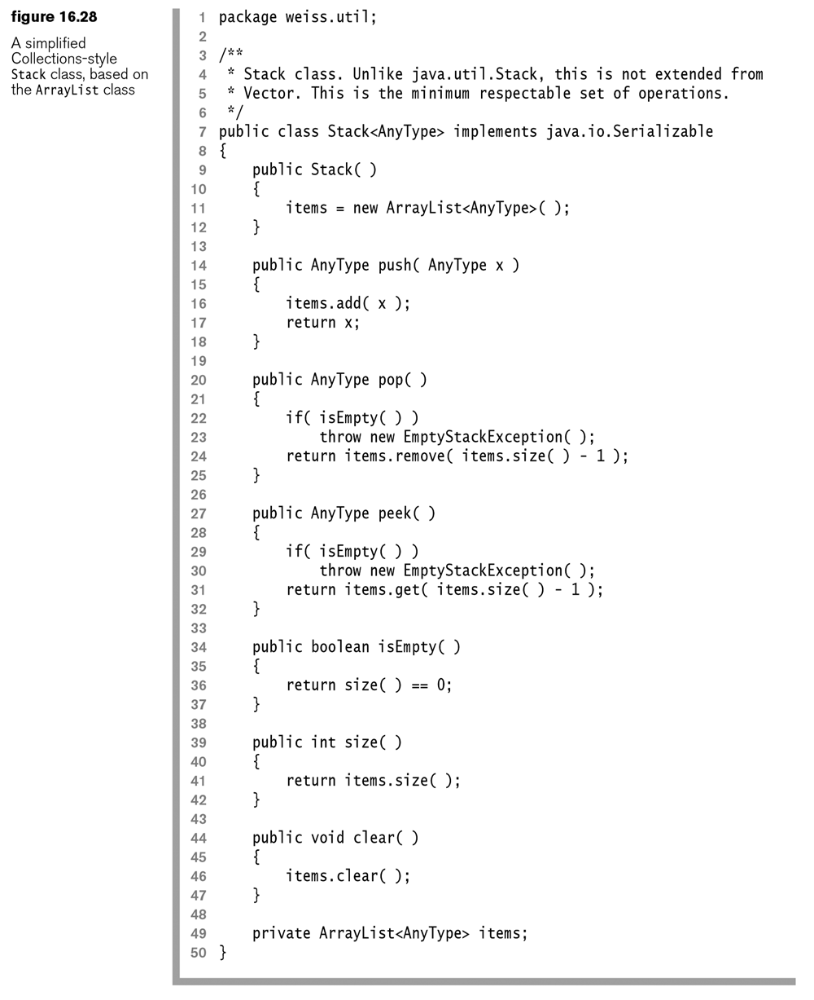 figure 16.28
A simplified
Collections-style
Stack class, based on
the ArrayList class
1 package weiss.util;
2
3 /**
4  * Stack class. Unlike java.util.Stack, this is not extended from
5  * Vector. This is the minimum respectable set of operations.
6  */
7 public class Stack<AnyType> implements java.io.Serializable
8 {
9     public Stack( )
10     {
11         items = new ArrayList<AnyType>( );
12     }
13
14     public AnyType push( AnyType x )
15     {
16         items.add( x );
17         return x;
18     }
19
20     public AnyType pop( )
21     {
22         if( isEmpty( ) )
23             throw new EmptyStackException( );
24         return items.remove( items.size( ) - 1 );
25     }
26
27     public AnyType peek( )
28     {
29         if( isEmpty( ) )
30             throw new EmptyStackException( );
31         return items.get( items.size( ) - 1 );
32     }
33
34     public boolean isEmpty( )
35     {
36         return size( ) == 0;
37     }
38
39     public int size( )
40     {
41         return items.size( );
42     }
43
44     public void clear( )
45     {
46         items.clear( );
47     }
48
49     private ArrayList<AnyType> items;
50 }